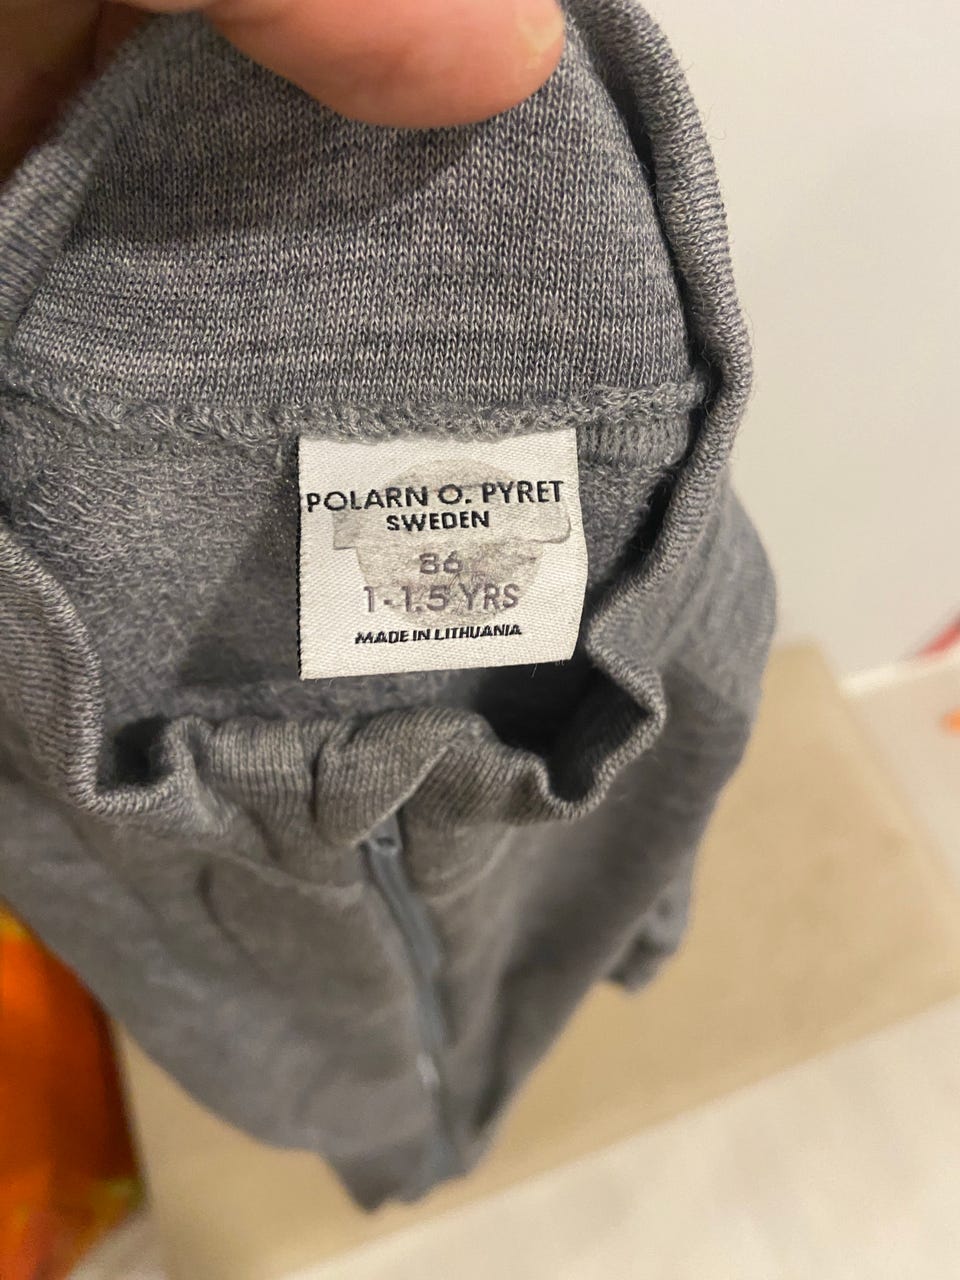 POLARN O. PYRET
SWEDEN
86
1-1.5 YRS
MADE IN LITHUANIA